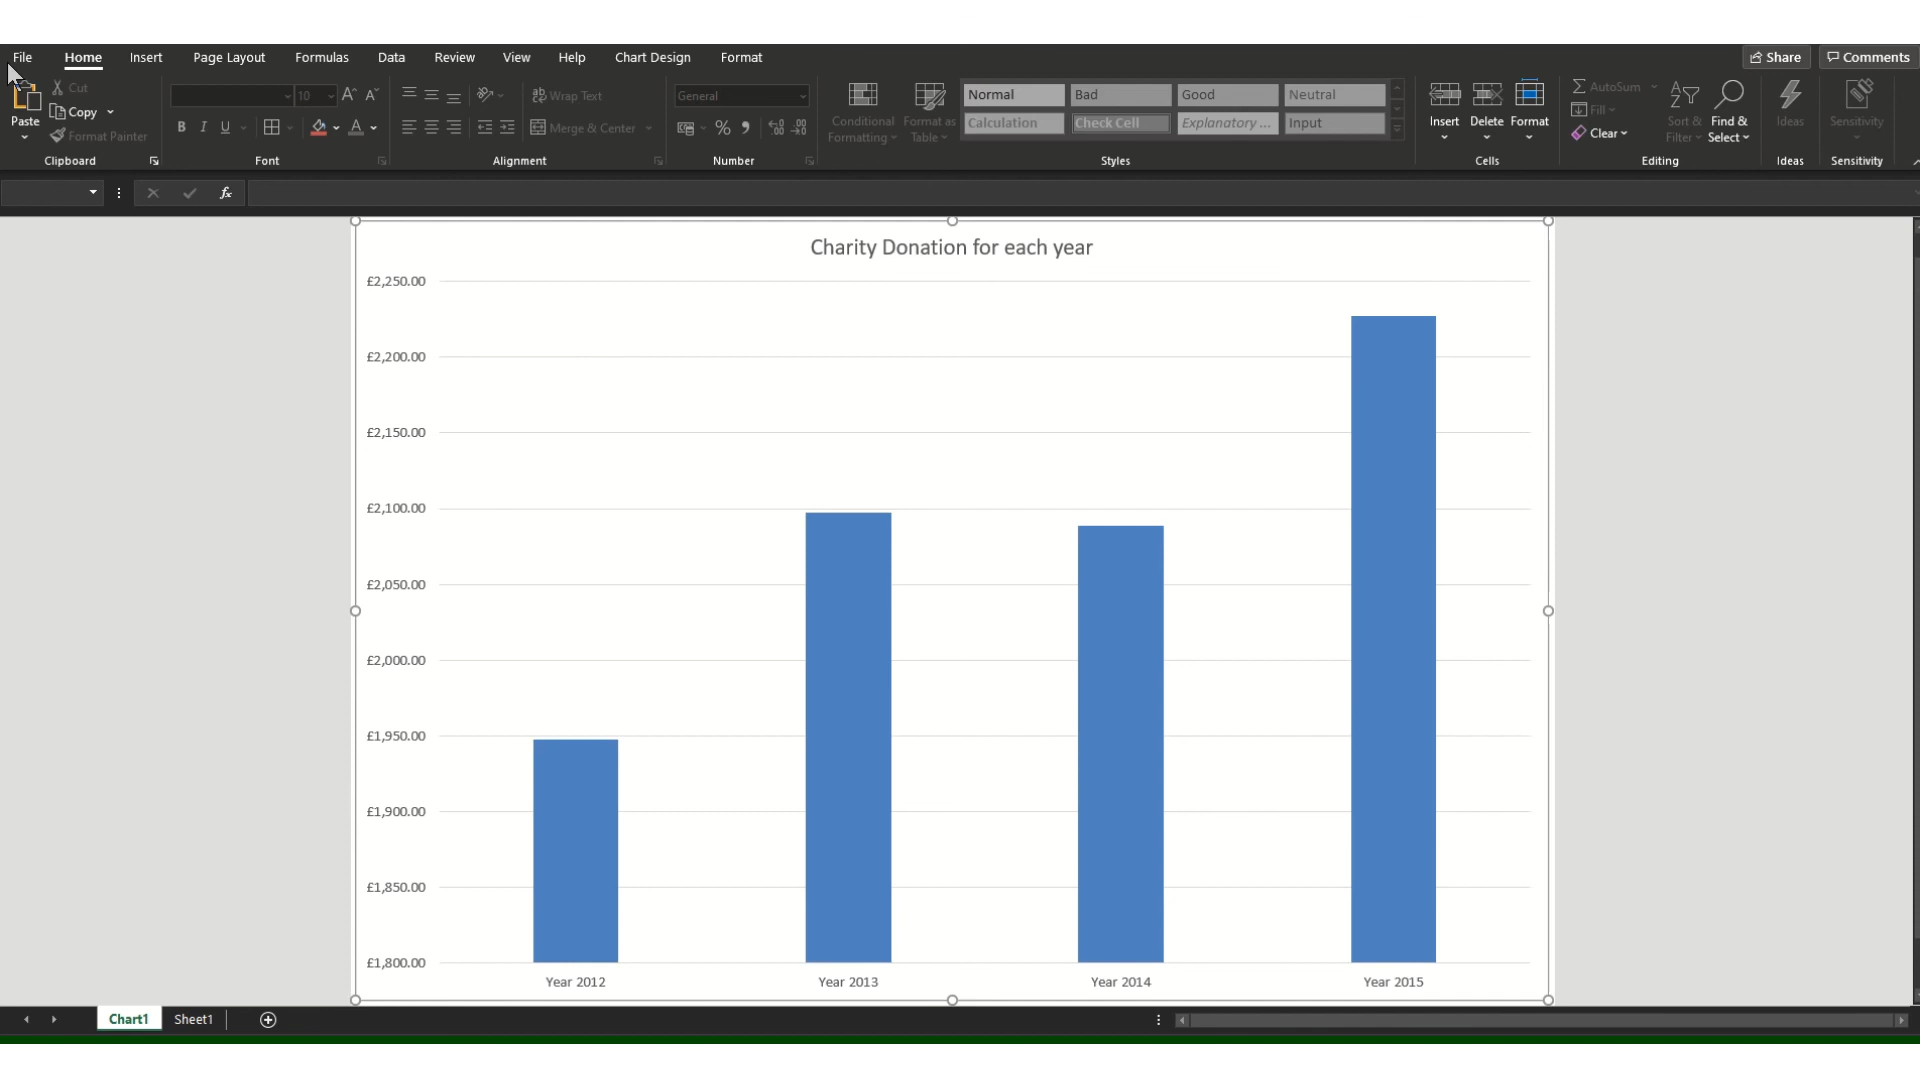 File Home Insert Page Layout Formulas Data Review View Help Chart Design Format Share Comments
Cut
Copy
Format Painter
Paste
Clipboard
10
B I U
Font
Wrap Text
Merge & Center
Alignment
General
Number
Conditional Formatting
Format as Table
Normal Bad Good Neutral
Calculation Check Cell Explanatory ... Input
Styles
Insert Delete Format
Cells
AutoSum
Fill
Clear
Sort & Filter
Find & Select
Editing
Ideas
Ideas
Sensitivity
Sensitivity
fx
Charity Donation for each year
£2,250.00
£2,200.00
£2,150.00
£2,100.00
£2,050.00
£2,000.00
£1,950.00
£1,900.00
£1,850.00
£1,800.00
Year 2012 Year 2013 Year 2014 Year 2015
Chart1 Sheet1